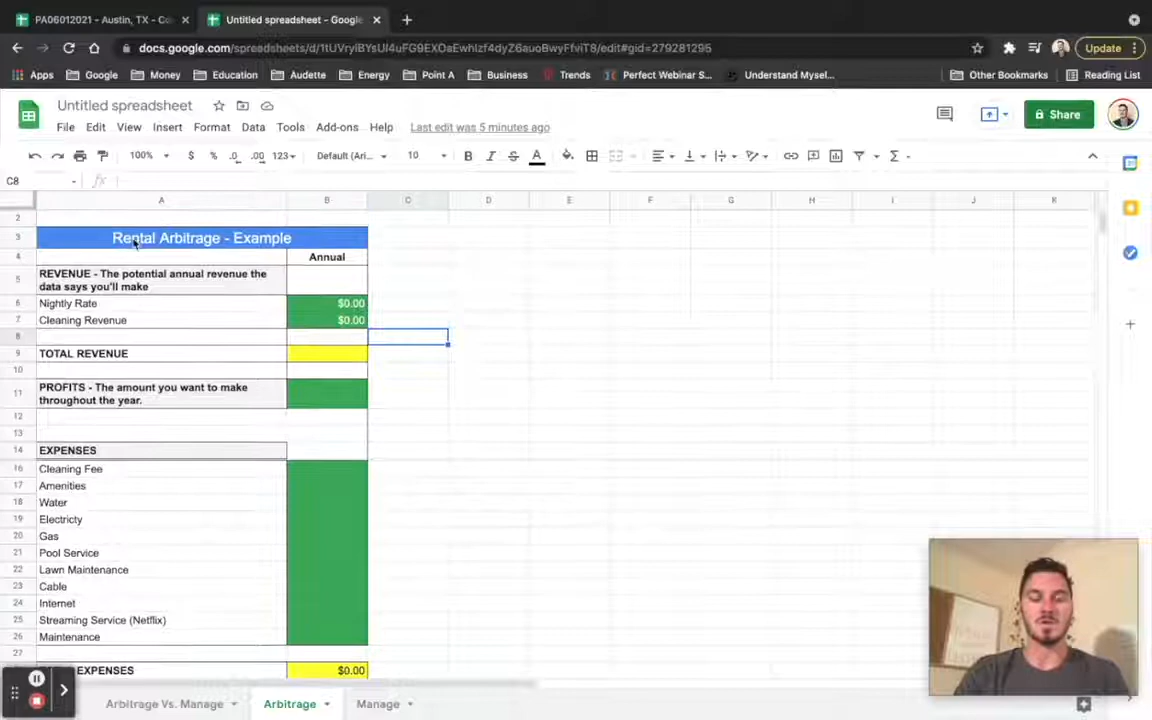 PA06012021 - Austin, TX - Co
Untitled spreadsheet - Google
docs.google.com/spreadsheets/d/1tUVrylBYsUl4uFG9EXOaEwhIzf4dyZ6auoBwyFfviT8/edit#gid=279281295
Update
Apps Google Money Education Audette Energy Point A Business Trends Perfect Webinar S... Understand Mysel... Other Bookmarks Reading List
Untitled spreadsheet
Share
File Edit View Insert Format Data Tools Add-ons Help Last edit was 5 minutes ago
100% $ % .0 .00 123 Default (Ari... 10 B I S A
C8 fx
A B C D E F G H I J K
2
3 Rental Arbitrage - Example
4 Annual
5 REVENUE - The potential annual revenue the
data says you'll make
6 Nightly Rate $0.00
7 Cleaning Revenue $0.00
8
9 TOTAL REVENUE
10
11 PROFITS - The amount you want to make
throughout the year.
12
13
14 EXPENSES
16 Cleaning Fee
17 Amenities
18 Water
19 Electricty
20 Gas
21 Pool Service
22 Lawn Maintenance
23 Cable
24 Internet
25 Streaming Service (Netflix)
26 Maintenance
27
EXPENSES $0.00
Arbitrage Vs. Manage Arbitrage Manage